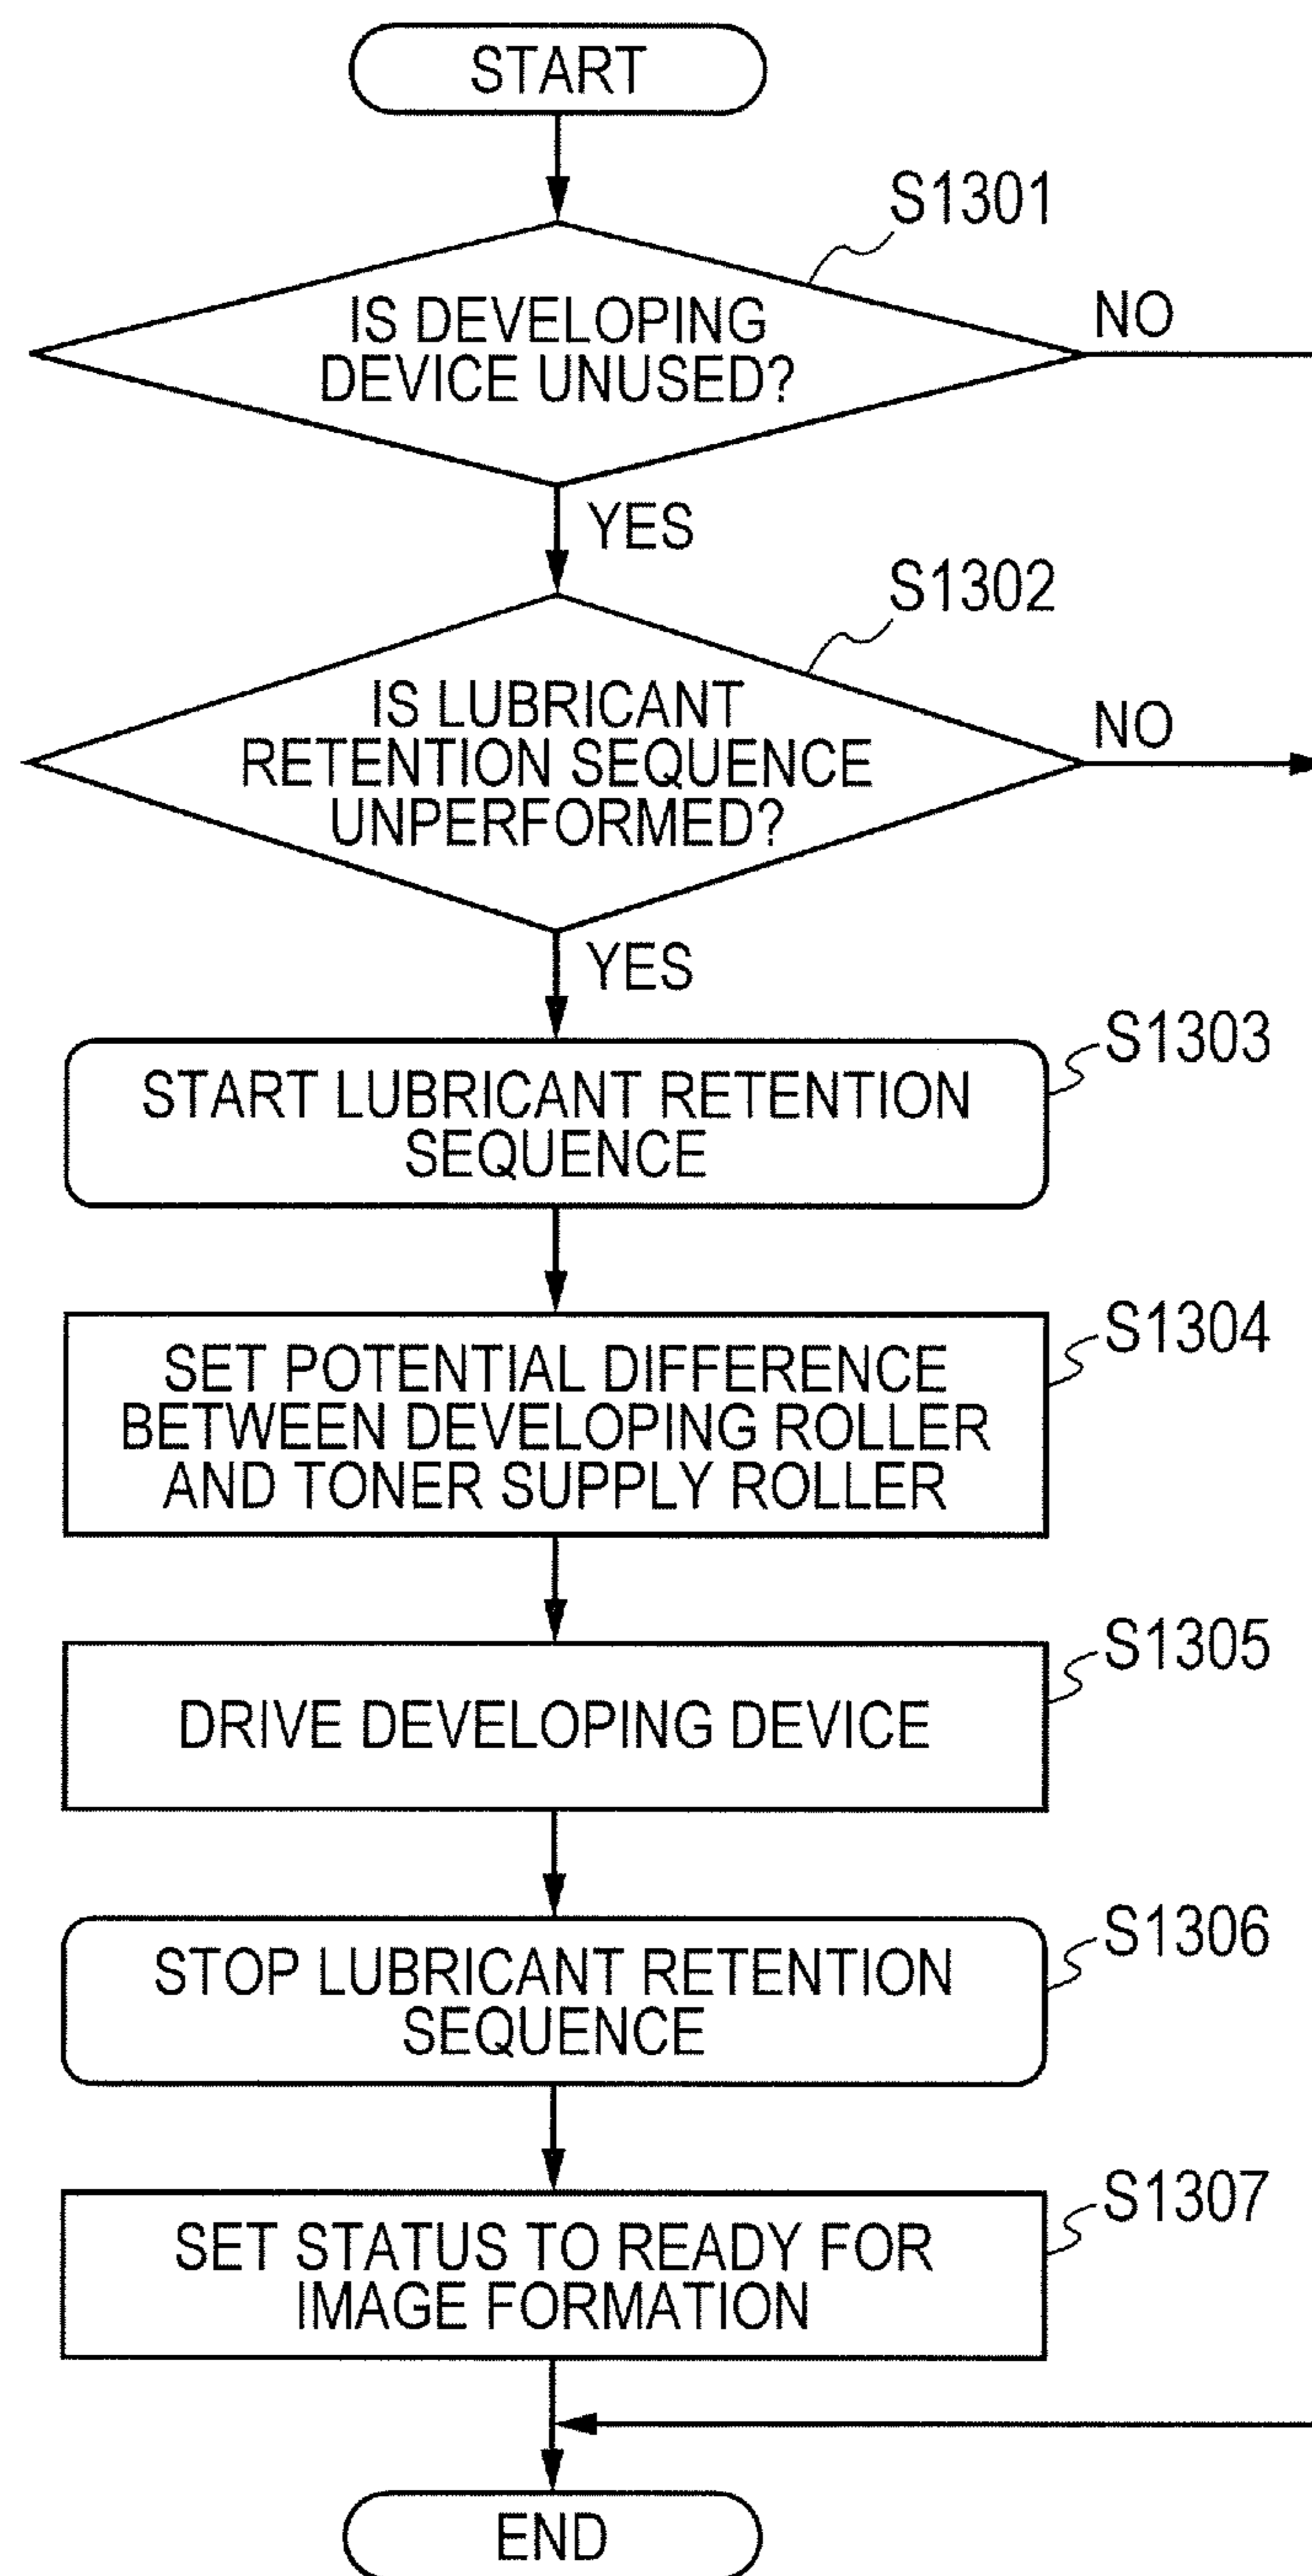 START
S1301
IS DEVELOPING
DEVICE UNUSED?
NO
YES
S1302
IS LUBRICANT
RETENTION SEQUENCE
UNPERFORMED?
NO
YES
S1303
START LUBRICANT RETENTION
SEQUENCE
S1304
SET POTENTIAL DIFFERENCE
BETWEEN DEVELOPING ROLLER
AND TONER SUPPLY ROLLER
S1305
DRIVE DEVELOPING DEVICE
S1306
STOP LUBRICANT RETENTION
SEQUENCE
S1307
SET STATUS TO READY FOR
IMAGE FORMATION
END